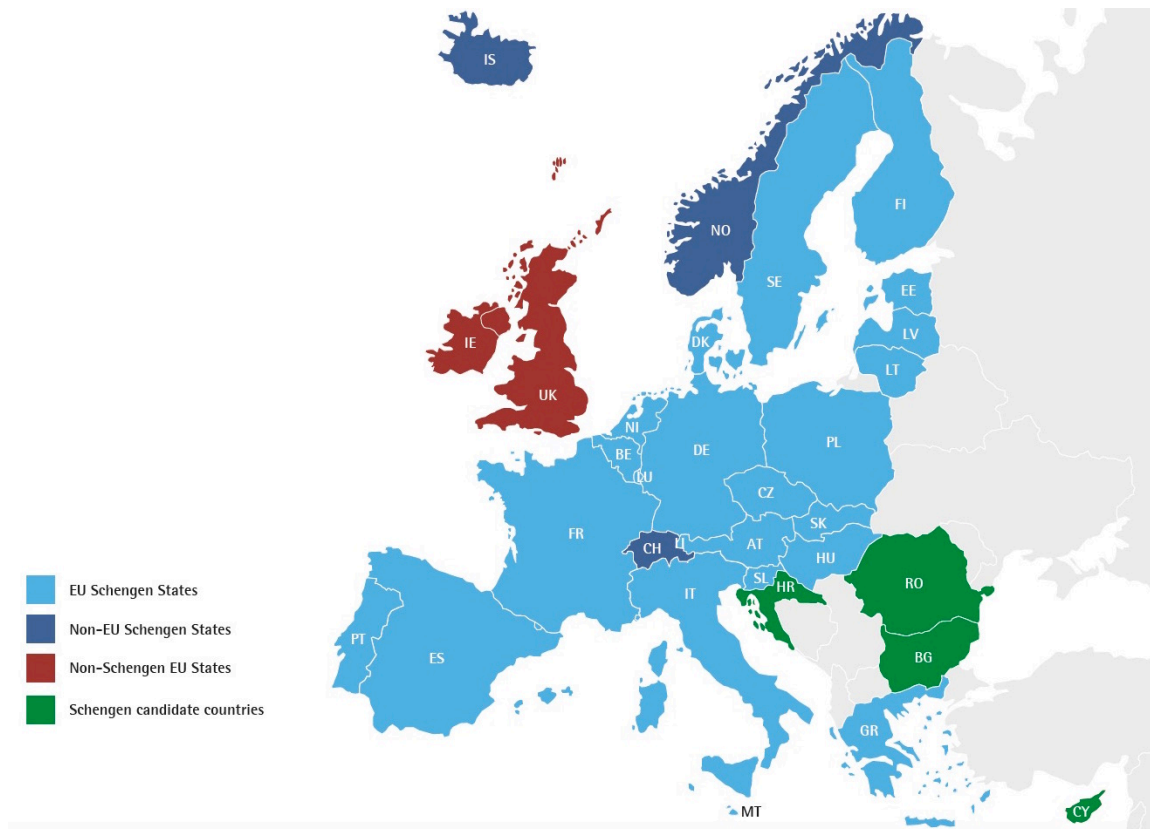 IS
FI
NO
SE
EE
LV
DK
LT
IE
UK
NI
PL
DE
BE
LU
CZ
SK
FR
AT
CH
LI
HU
SL
HR
RO
IT
EU Schengen States
Non-EU Schengen States
PT
ES
BG
Non-Schengen EU States
Schengen candidate countries
GR
MT
CY